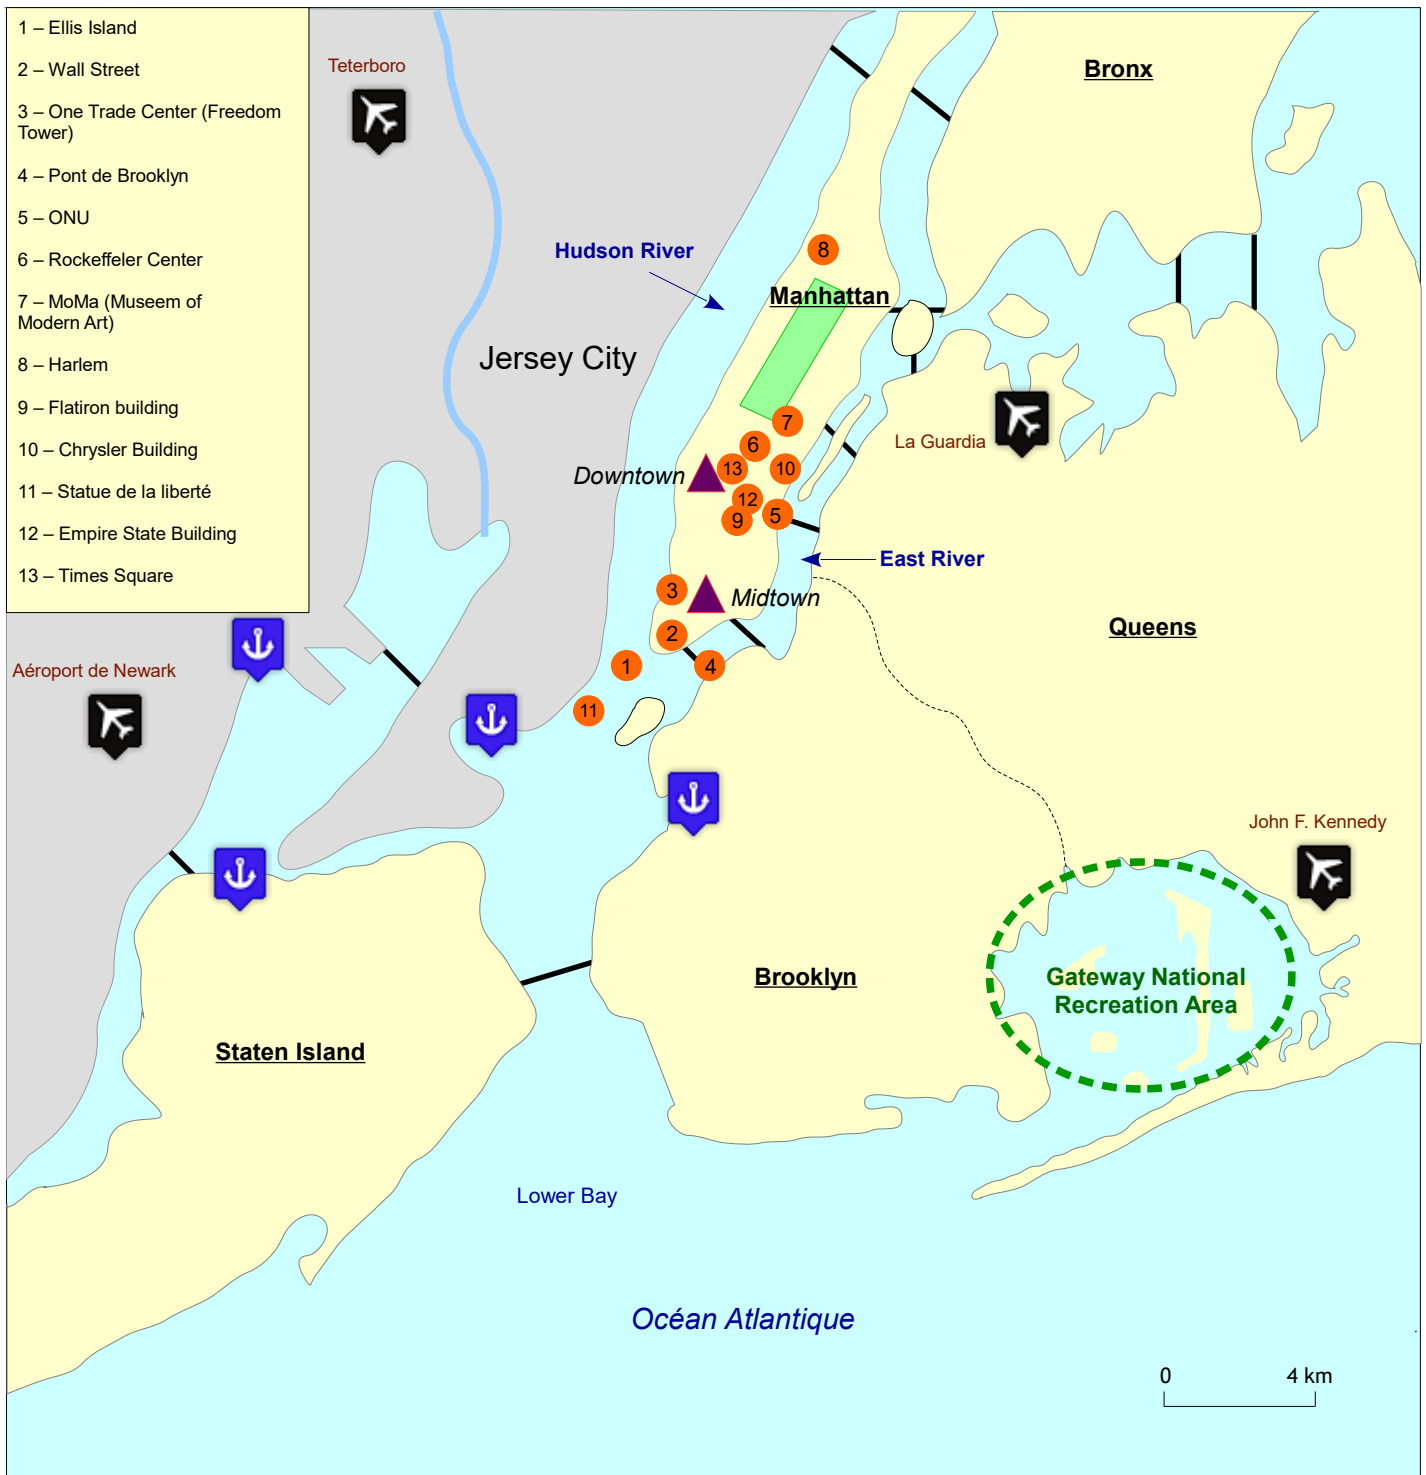 1 – Ellis Island
2 – Wall Street
3 – One Trade Center (Freedom
Tower)
4 – Pont de Brooklyn
5 – ONU
6 – Rockeffeler Center
7 – MoMa (Museem of
Modern Art)
8 – Harlem
9 – Flatiron building
10 – Chrysler Building
11 – Statue de la liberté
12 – Empire State Building
13 – Times Square
Teterboro
Bronx
Hudson River
8
Manhattan
Jersey City
7
La Guardia
6
13
10
Downtown
12
5
9
East River
3
Midtown
2
Queens
1
4
Aéroport de Newark
11
John F. Kennedy
Brooklyn
Gateway National
Recreation Area
Staten Island
Lower Bay
Océan Atlantique
0
4 km